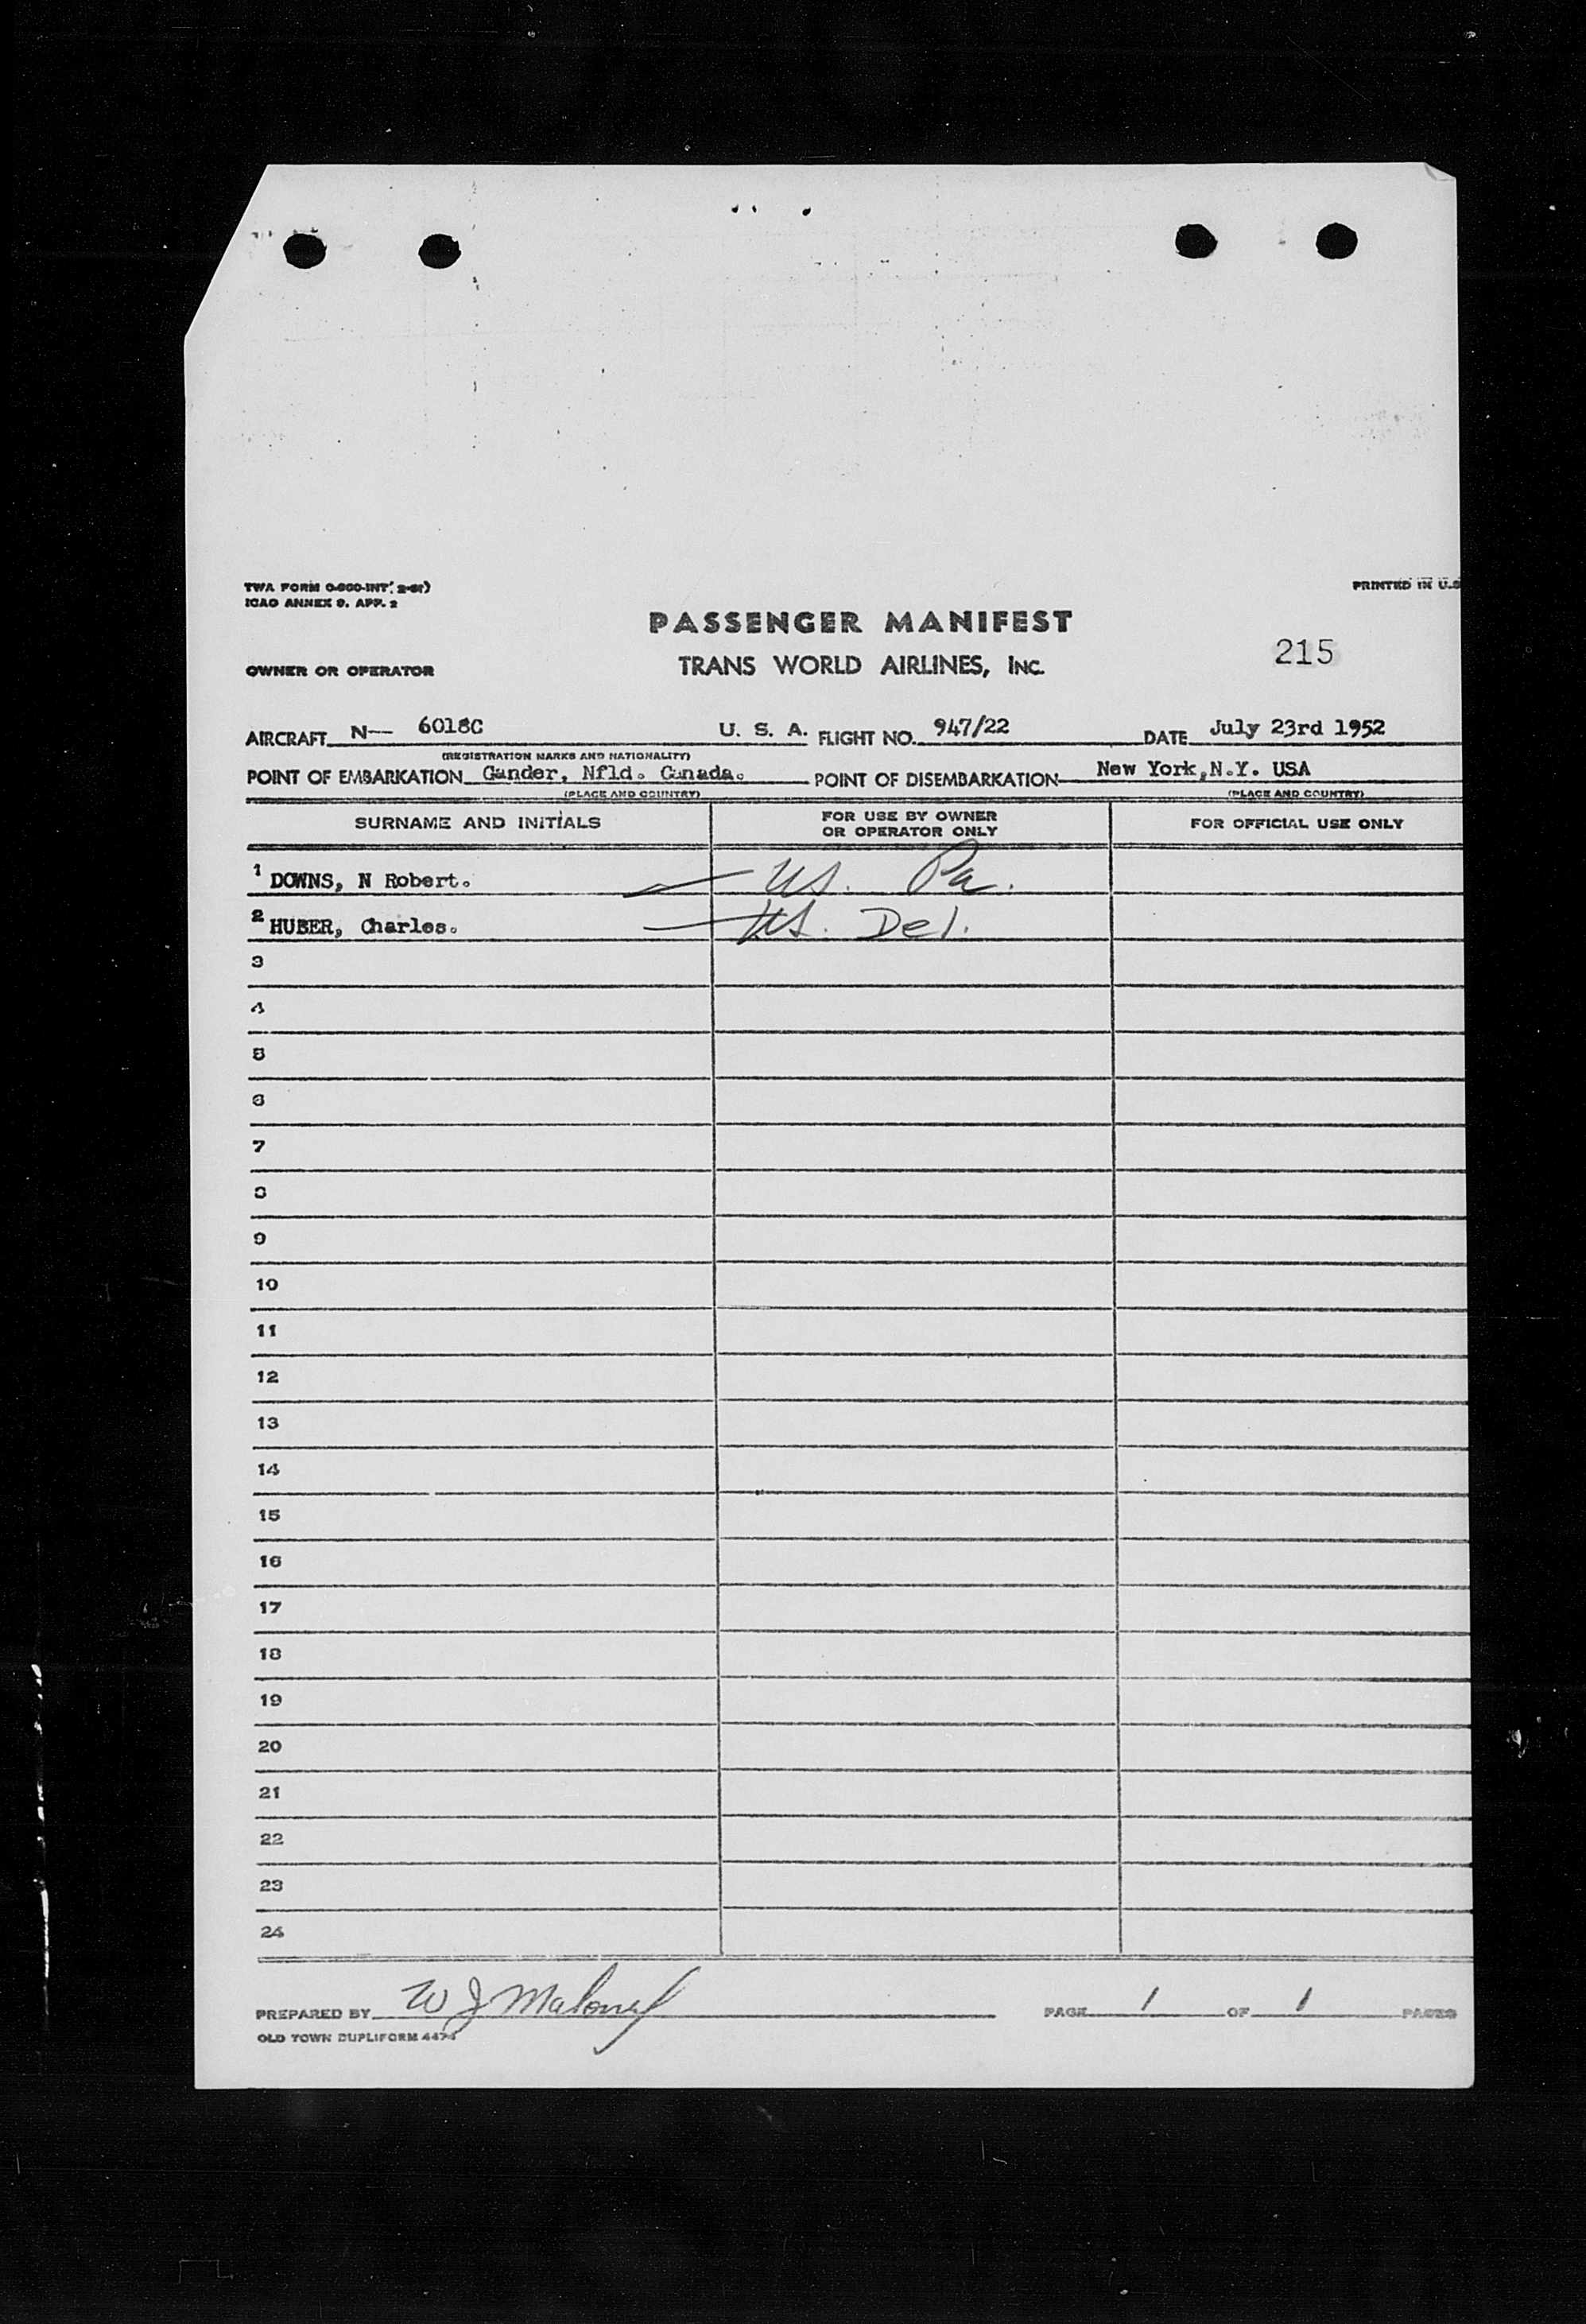 TWA FORM
ICAO ANNEX 9. APP. 2
PRINTED IN U.S
PASSENGER MANIFEST
OWNER OR OPERATOR TRANS WORLD AIRLINES, INC. 215
AIRCRAFT N-- 6018C U. S. A. FLIGHT NO. 947/22 DATE July 23rd 1952
(REGISTRATION MARKS AND NATIONALITY)
POINT OF EMBARKATION Gander, Nfld. Canada. POINT OF DISEMBARKATION New York,N.Y. USA
(PLACE AND COUNTRY) (PLACE AND COUNTRY)
SURNAME AND INITIALS FOR USE BY OWNER OR OPERATOR ONLY FOR OFFICIAL USE ONLY
1 DOWNS, N Robert. US. Pa.
2 HUBER, Charles. US. Del.
3
4
5
6
7
8
9
10
11
12
13
14
15
16
17
18
19
20
21
22
23
24
PREPARED BY W J Maloney PAGE 1 OF 1 PAGES
OLD TOWN DUPLIFORM 4474